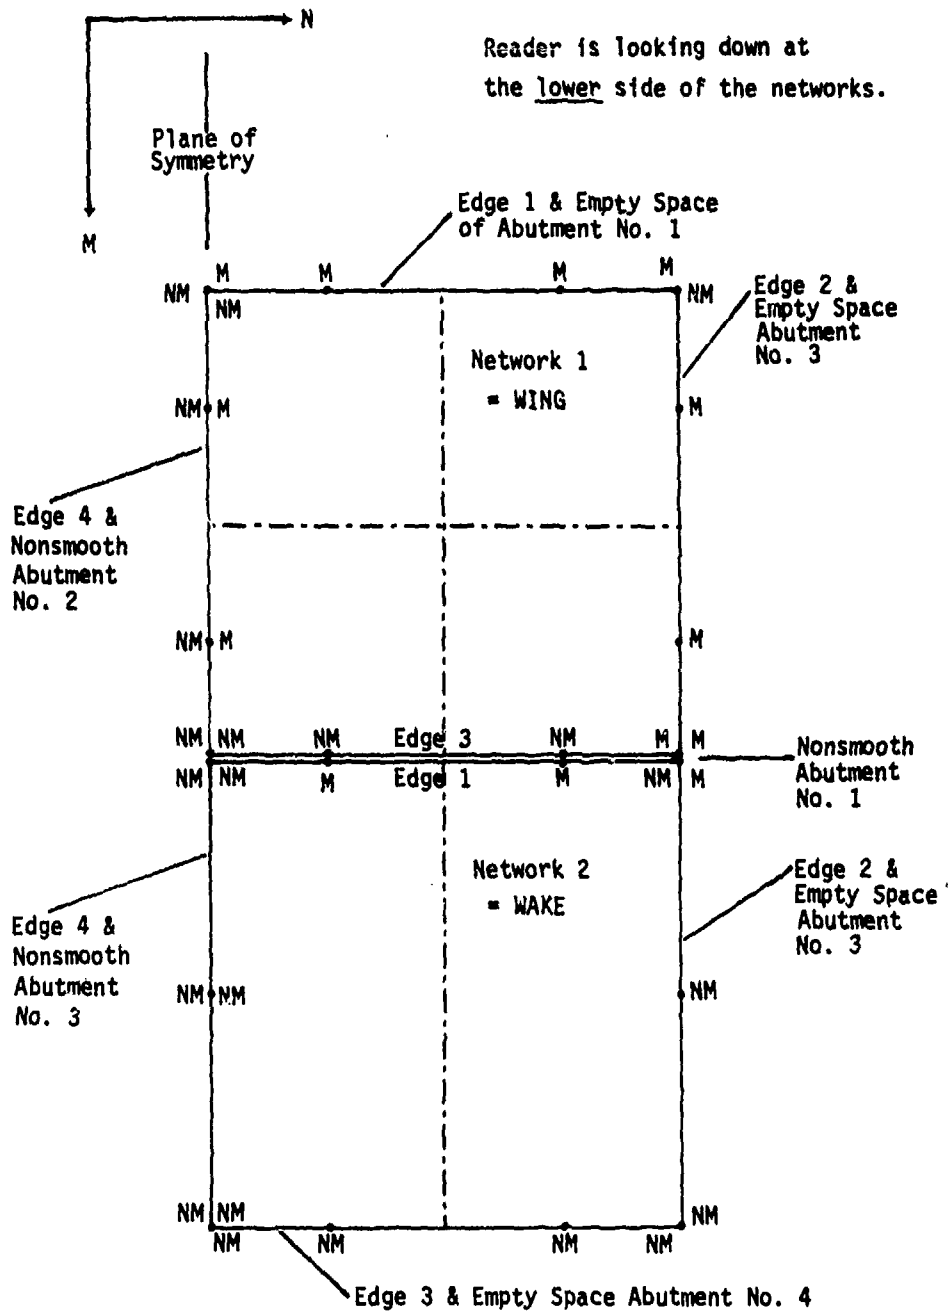 N
Reader is looking down at
the lower side of the networks.
Plane of
Symmetry
M
Edge 1 & Empty Space
of Abutment No. 1
M M M M
NM NM
NM
Edge 2 &
Empty Space
Abutment
No. 3
Network 1
= WING
NM M M
Edge 4 &
Nonsmooth
Abutment
No. 2
NM M M
NM NM NM Edge 3 NM M M
NM NM M Edge 1 M NM M
Nonsmooth
Abutment
No. 1
Network 2
= WAKE
Edge 2 &
Empty Space
Abutment
No. 3
Edge 4 &
Nonsmooth
Abutment
No. 3
NM NM NM
NM NM NM
NM NM NM NM
Edge 3 & Empty Space Abutment No. 4